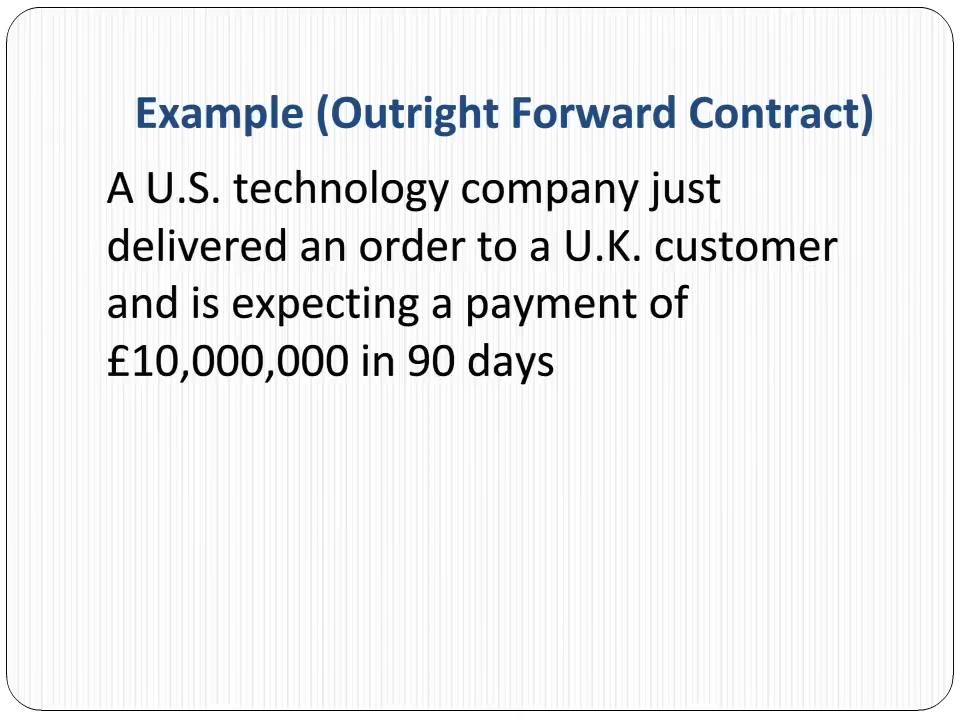 Example (Outright Forward Contract)
A U.S. technology company just
delivered an order to a U.K. customer
and is expecting a payment of
£10,000,000 in 90 days